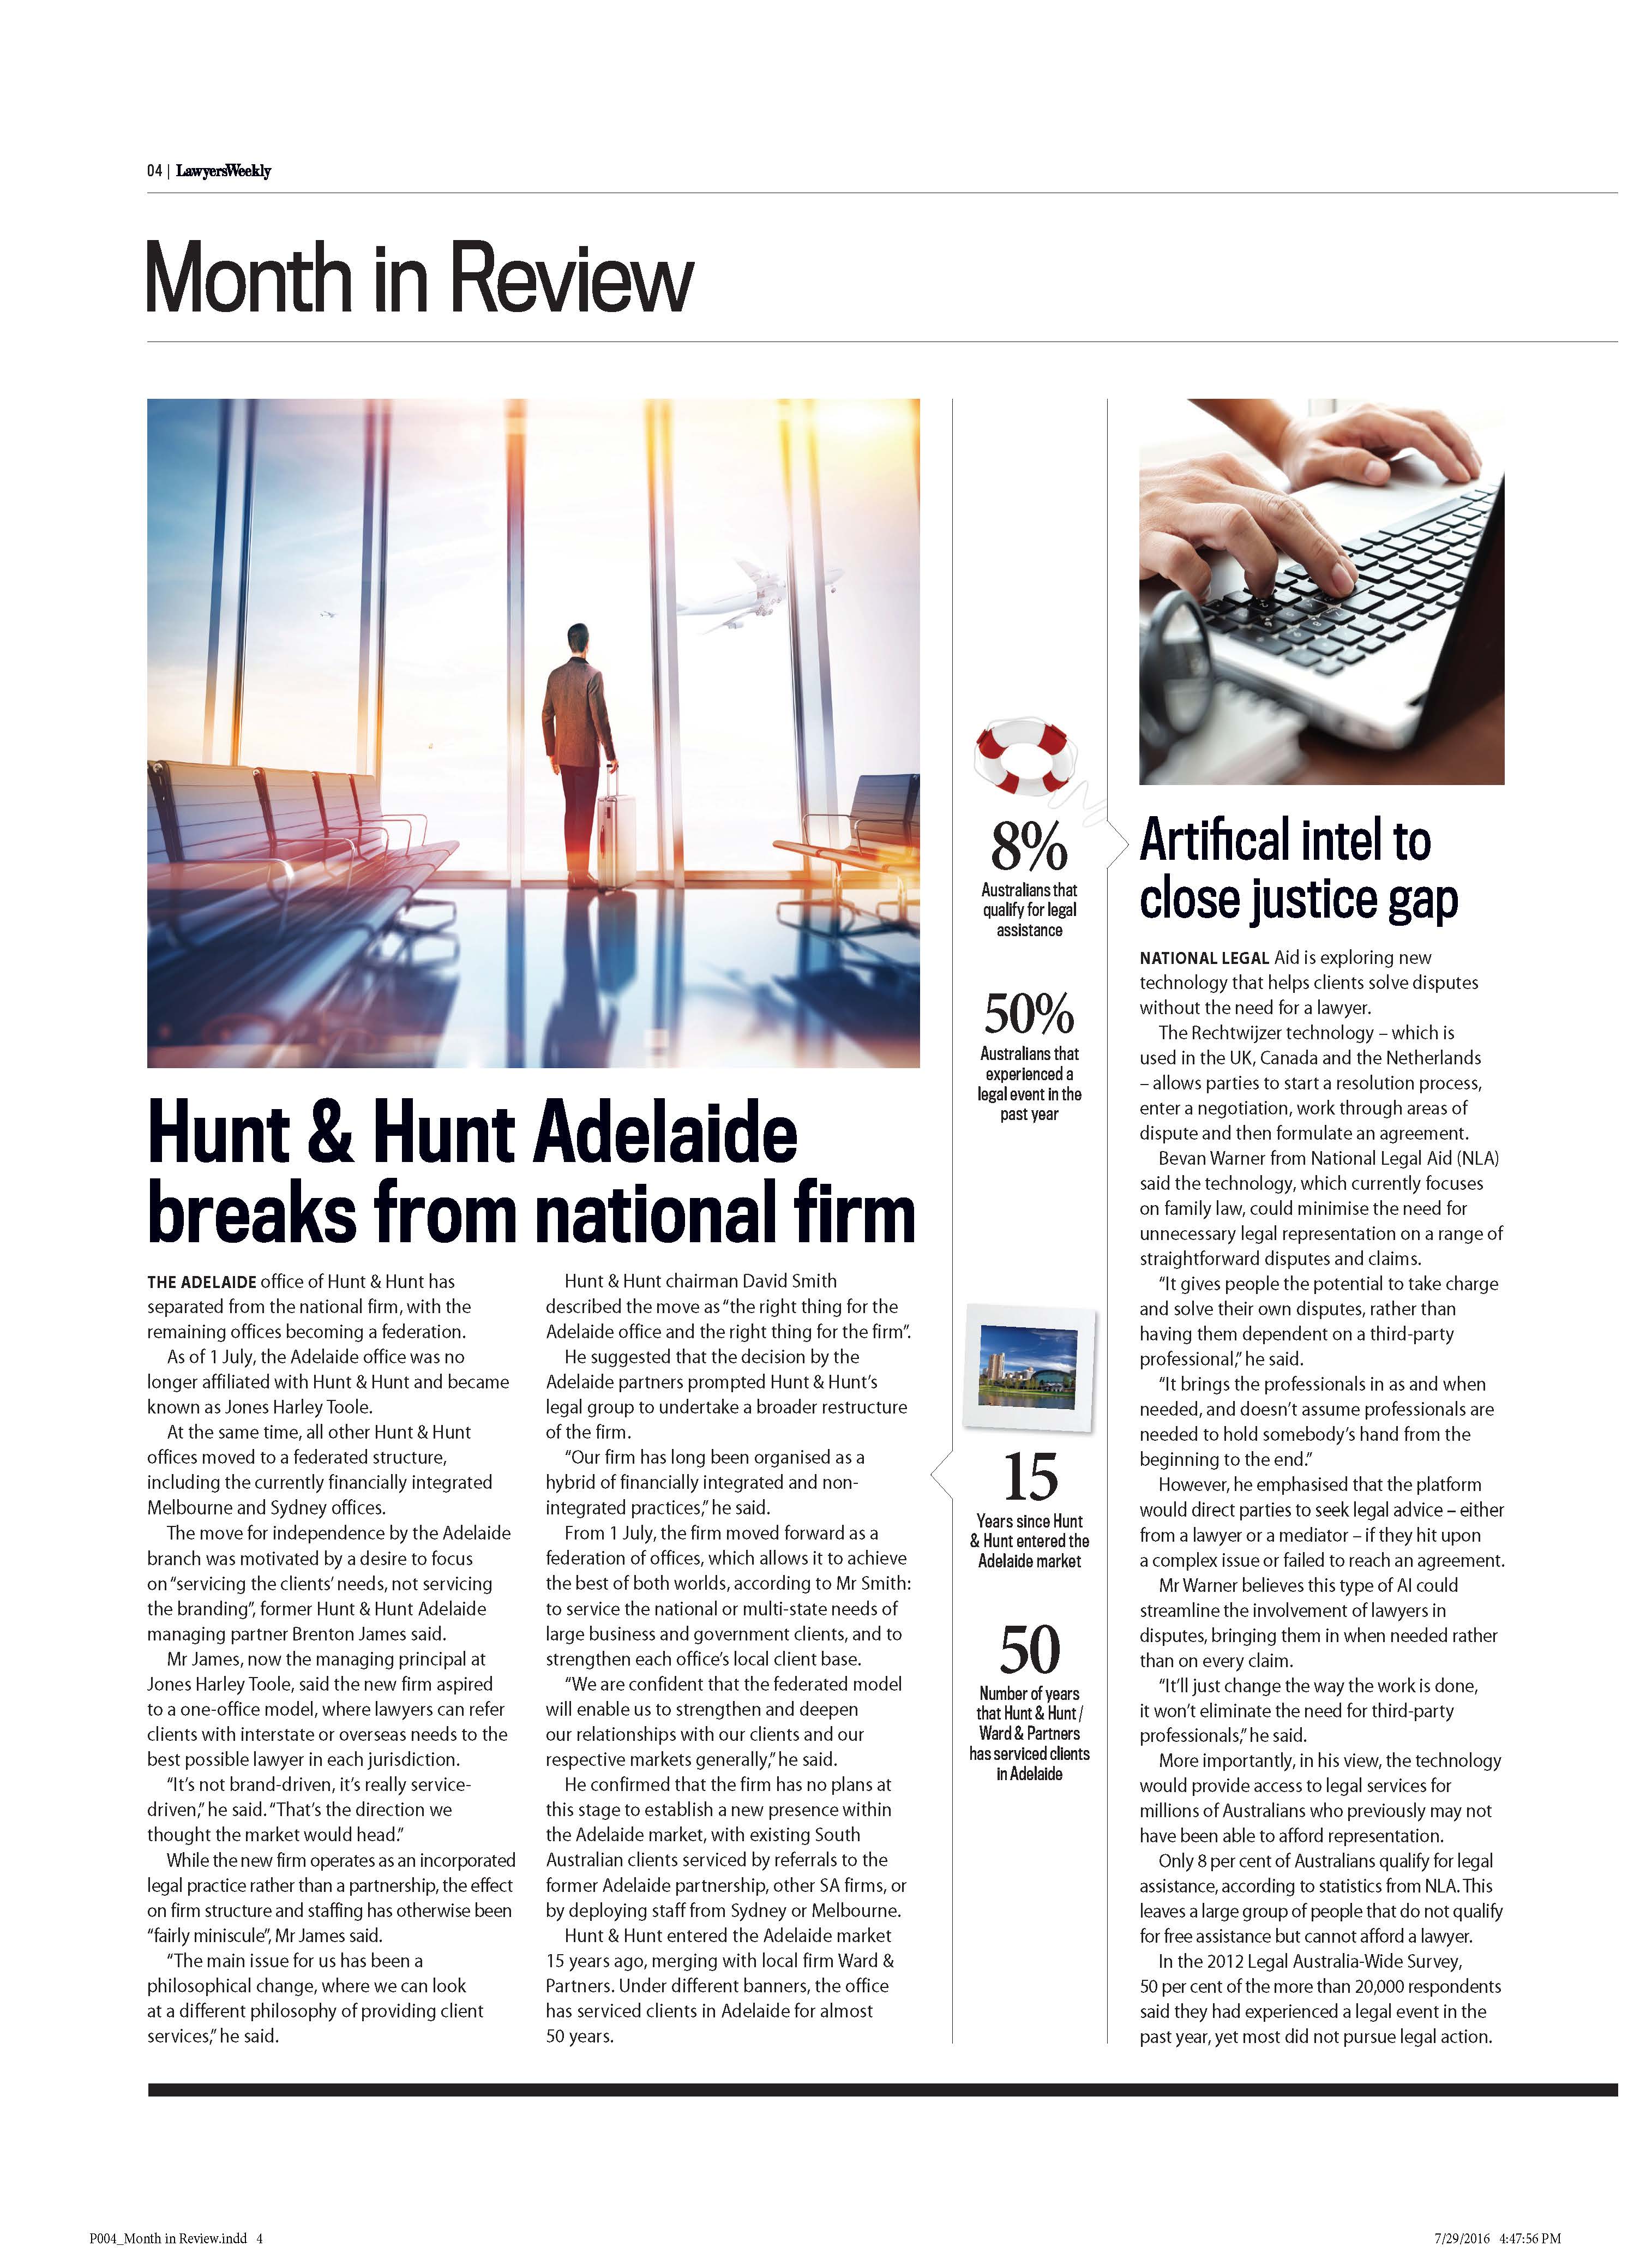 04 | LawyersWeekly
Month in Review
Hunt & Hunt Adelaide
breaks from national firm
THE ADELAIDE office of Hunt & Hunt has
separated from the national firm, with the
remaining offices becoming a federation.
As of 1 July, the Adelaide office was no
longer affiliated with Hunt & Hunt and became
known as Jones Harley Toole.
At the same time, all other Hunt & Hunt
offices moved to a federated structure,
including the currently financially integrated
Melbourne and Sydney offices.
The move for independence by the Adelaide
branch was motivated by a desire to focus
on “servicing the clients’ needs, not servicing
the branding”, former Hunt & Hunt Adelaide
managing partner Brenton James said.
Mr James, now the managing principal at
Jones Harley Toole, said the new firm aspired
to a one-office model, where lawyers can refer
clients with interstate or overseas needs to the
best possible lawyer in each jurisdiction.
“It’s not brand-driven, it’s really service-
driven,” he said. “That’s the direction we
thought the market would head.”
While the new firm operates as an incorporated
legal practice rather than a partnership, the effect
on firm structure and staffing has otherwise been
“fairly miniscule”, Mr James said.
“The main issue for us has been a
philosophical change, where we can look
at a different philosophy of providing client
services,” he said.
Hunt & Hunt chairman David Smith
described the move as “the right thing for the
Adelaide office and the right thing for the firm”.
He suggested that the decision by the
Adelaide partners prompted Hunt & Hunt’s
legal group to undertake a broader restructure
of the firm.
“Our firm has long been organised as a
hybrid of financially integrated and non-
integrated practices,” he said.
From 1 July, the firm moved forward as a
federation of offices, which allows it to achieve
the best of both worlds, according to Mr Smith:
to service the national or multi-state needs of
large business and government clients, and to
strengthen each office’s local client base.
“We are confident that the federated model
will enable us to strengthen and deepen
our relationships with our clients and our
respective markets generally,” he said.
He confirmed that the firm has no plans at
this stage to establish a new presence within
the Adelaide market, with existing South
Australian clients serviced by referrals to the
former Adelaide partnership, other SA firms, or
by deploying staff from Sydney or Melbourne.
Hunt & Hunt entered the Adelaide market
15 years ago, merging with local firm Ward &
Partners. Under different banners, the office
has serviced clients in Adelaide for almost
50 years.
8%
Australians that
qualify for legal
assistance
50%
Australians that
experienced a
legal event in the
past year
15
Years since Hunt
& Hunt entered the
Adelaide market
50
Number of years
that Hunt & Hunt /
Ward & Partners
has serviced clients
in Adelaide
Artifical intel to
close justice gap
NATIONAL LEGAL Aid is exploring new
technology that helps clients solve disputes
without the need for a lawyer.
The Rechtwijzer technology – which is
used in the UK, Canada and the Netherlands
– allows parties to start a resolution process,
enter a negotiation, work through areas of
dispute and then formulate an agreement.
Bevan Warner from National Legal Aid (NLA)
said the technology, which currently focuses
on family law, could minimise the need for
unnecessary legal representation on a range of
straightforward disputes and claims.
“It gives people the potential to take charge
and solve their own disputes, rather than
having them dependent on a third-party
professional,” he said.
“It brings the professionals in as and when
needed, and doesn’t assume professionals are
needed to hold somebody’s hand from the
beginning to the end.”
However, he emphasised that the platform
would direct parties to seek legal advice – either
from a lawyer or a mediator – if they hit upon
a complex issue or failed to reach an agreement.
Mr Warner believes this type of AI could
streamline the involvement of lawyers in
disputes, bringing them in when needed rather
than on every claim.
“It’ll just change the way the work is done,
it won’t eliminate the need for third-party
professionals,” he said.
More importantly, in his view, the technology
would provide access to legal services for
millions of Australians who previously may not
have been able to afford representation.
Only 8 per cent of Australians qualify for legal
assistance, according to statistics from NLA. This
leaves a large group of people that do not qualify
for free assistance but cannot afford a lawyer.
In the 2012 Legal Australia-Wide Survey,
50 per cent of the more than 20,000 respondents
said they had experienced a legal event in the
past year, yet most did not pursue legal action.
P004_Month in Review.indd 4
7/29/2016 4:47:56 PM